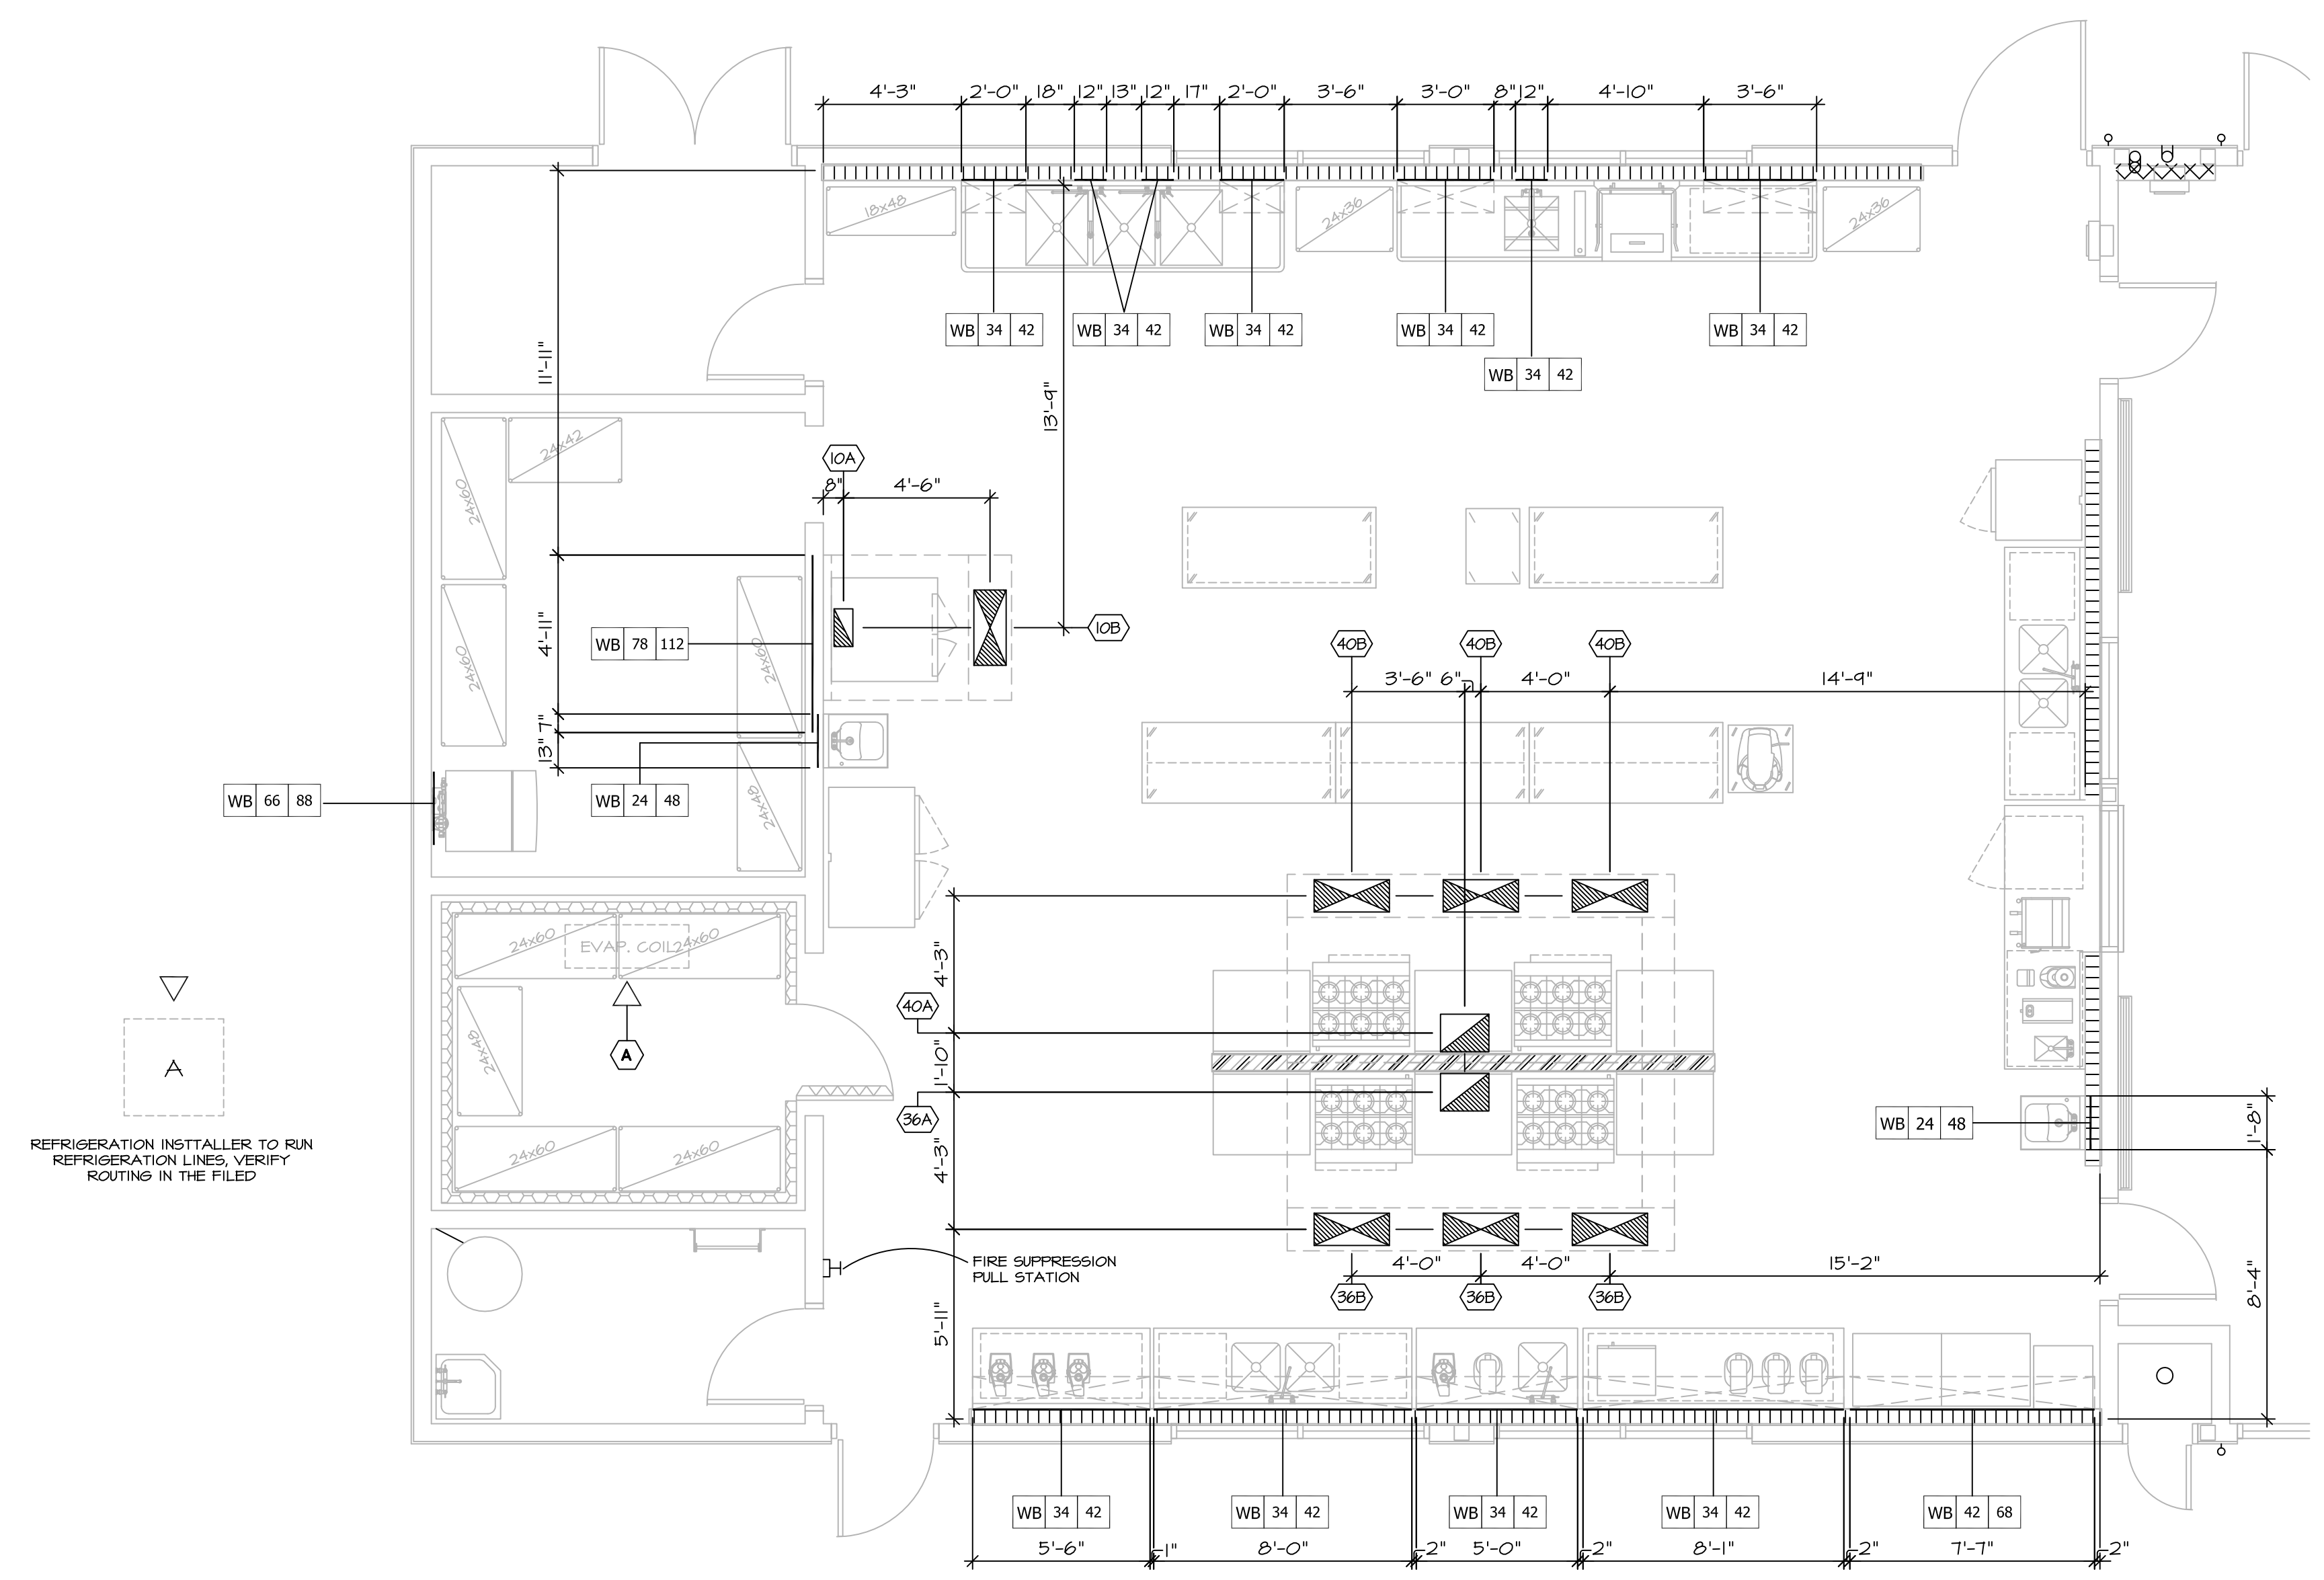 4'-3" 2'-0" 18" 12" 13" 12" 17" 2'-0" 3'-6" 3'-0" 8" 12" 4'-10" 3'-6"
18x48
24x36
24x36
WB 34 42
WB 34 42
WB 34 42
WB 34 42
WB 34 42
WB 34 42
11'-11"
13'-9"
24x42
24x60
10A
8" 4'-6"
10B
4'-11"
WB 78 112
24x60
24x60
40B 40B 40B
3'-6" 6" 4'-0" 14'-9"
7"
13"
WB 66 88
WB 24 48
24x48
24x60
EVAP. COIL
24x60
4'-3"
40A
24x48
A
A
1'-10"
36A
WB 24 48
1'-8"
REFRIGERATION INSTTALLER TO RUN
REFRIGERATION LINES, VERIFY
ROUTING IN THE FILED
24x60
24x60
4'-3"
FIRE SUPPRESSION
PULL STATION
4'-0" 4'-0" 15'-2"
36B 36B 36B
8'-4"
5'-11"
WB 34 42
WB 34 42
WB 34 42
WB 34 42
WB 42 68
5'-6" 1" 8'-0" 2" 5'-0" 2" 8'-1" 2" 7'-7" 2"